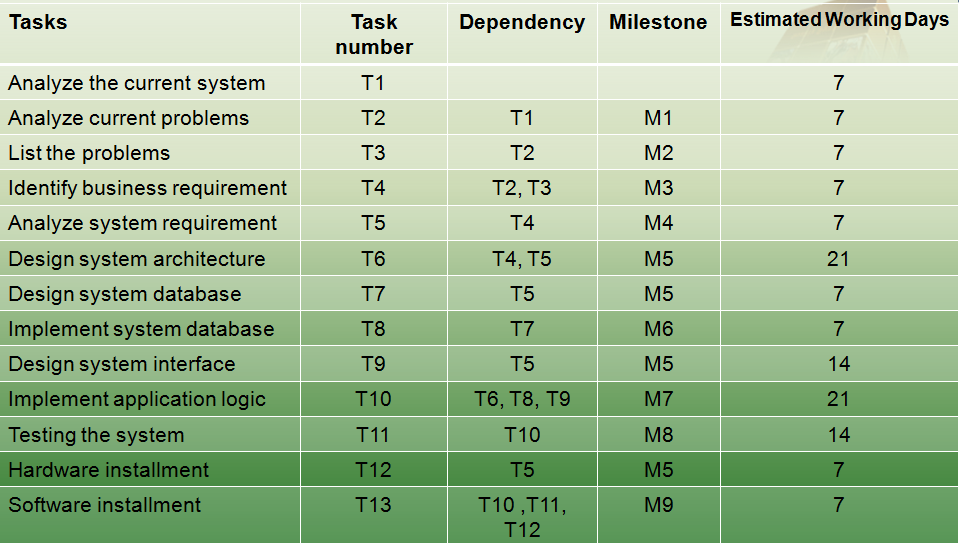 Tasks Task number Dependency Milestone Estimated Working Days
Analyze the current system T1 7
Analyze current problems T2 T1 M1 7
List the problems T3 T2 M2 7
Identify business requirement T4 T2, T3 M3 7
Analyze system requirement T5 T4 M4 7
Design system architecture T6 T4, T5 M5 21
Design system database T7 T5 M5 7
Implement system database T8 T7 M6 7
Design system interface T9 T5 M5 14
Implement application logic T10 T6, T8, T9 M7 21
Testing the system T11 T10 M8 14
Hardware installment T12 T5 M5 7
Software installment T13 T10 ,T11, T12 M9 7